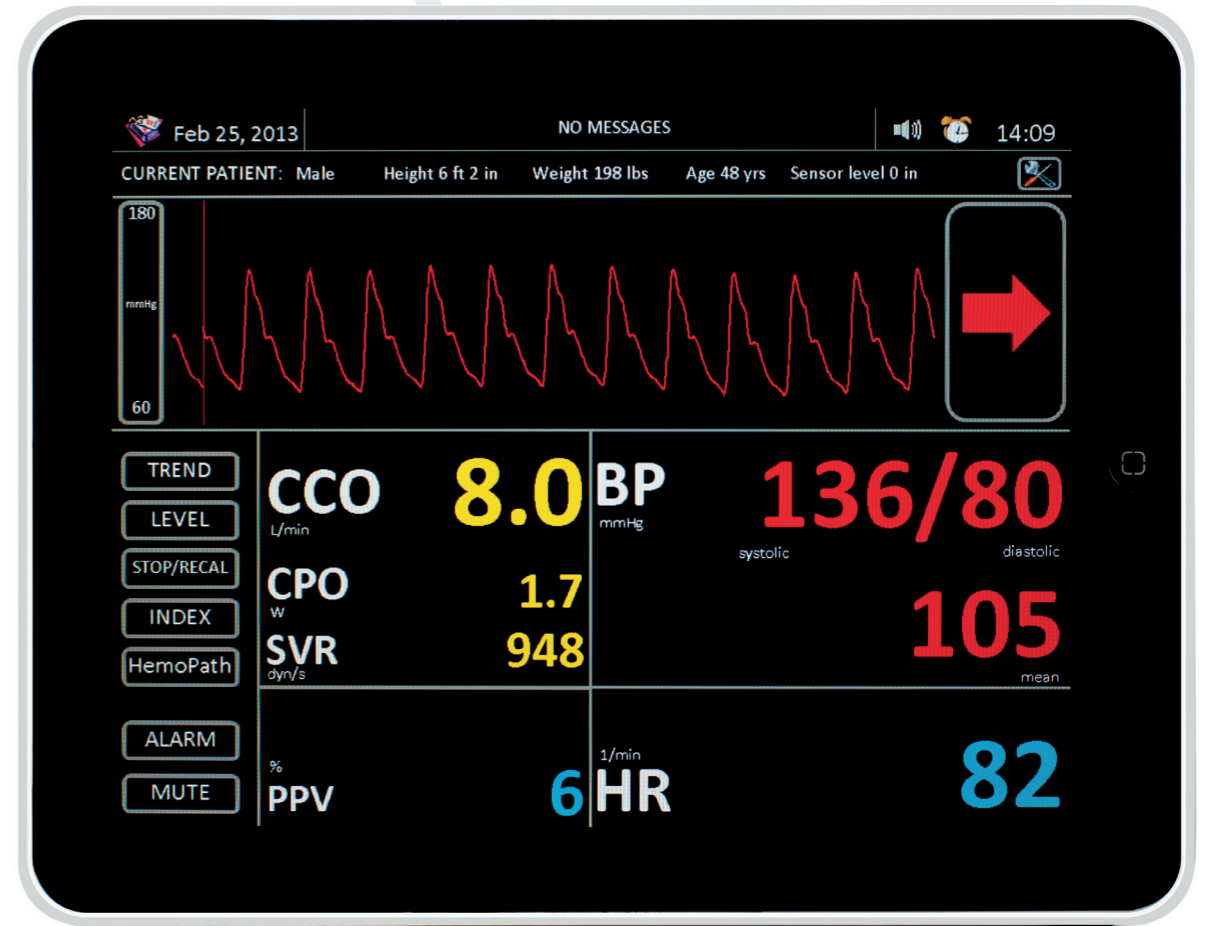 Feb 25, 2013
NO MESSAGES
14:09
CURRENT PATIENT: Male Height 6 ft 2 in Weight 198 lbs Age 48 yrs Sensor level 0 in
180
mmHg
60
TREND
LEVEL
STOP/RECAL
INDEX
HemoPath
ALARM
MUTE
CCO 8.0
L/min
CPO 1.7
W
SVR 948
dyn/s
BP 136/80
mmHg
systolic diastolic
105
mean
%
PPV 6
1/min
HR 82